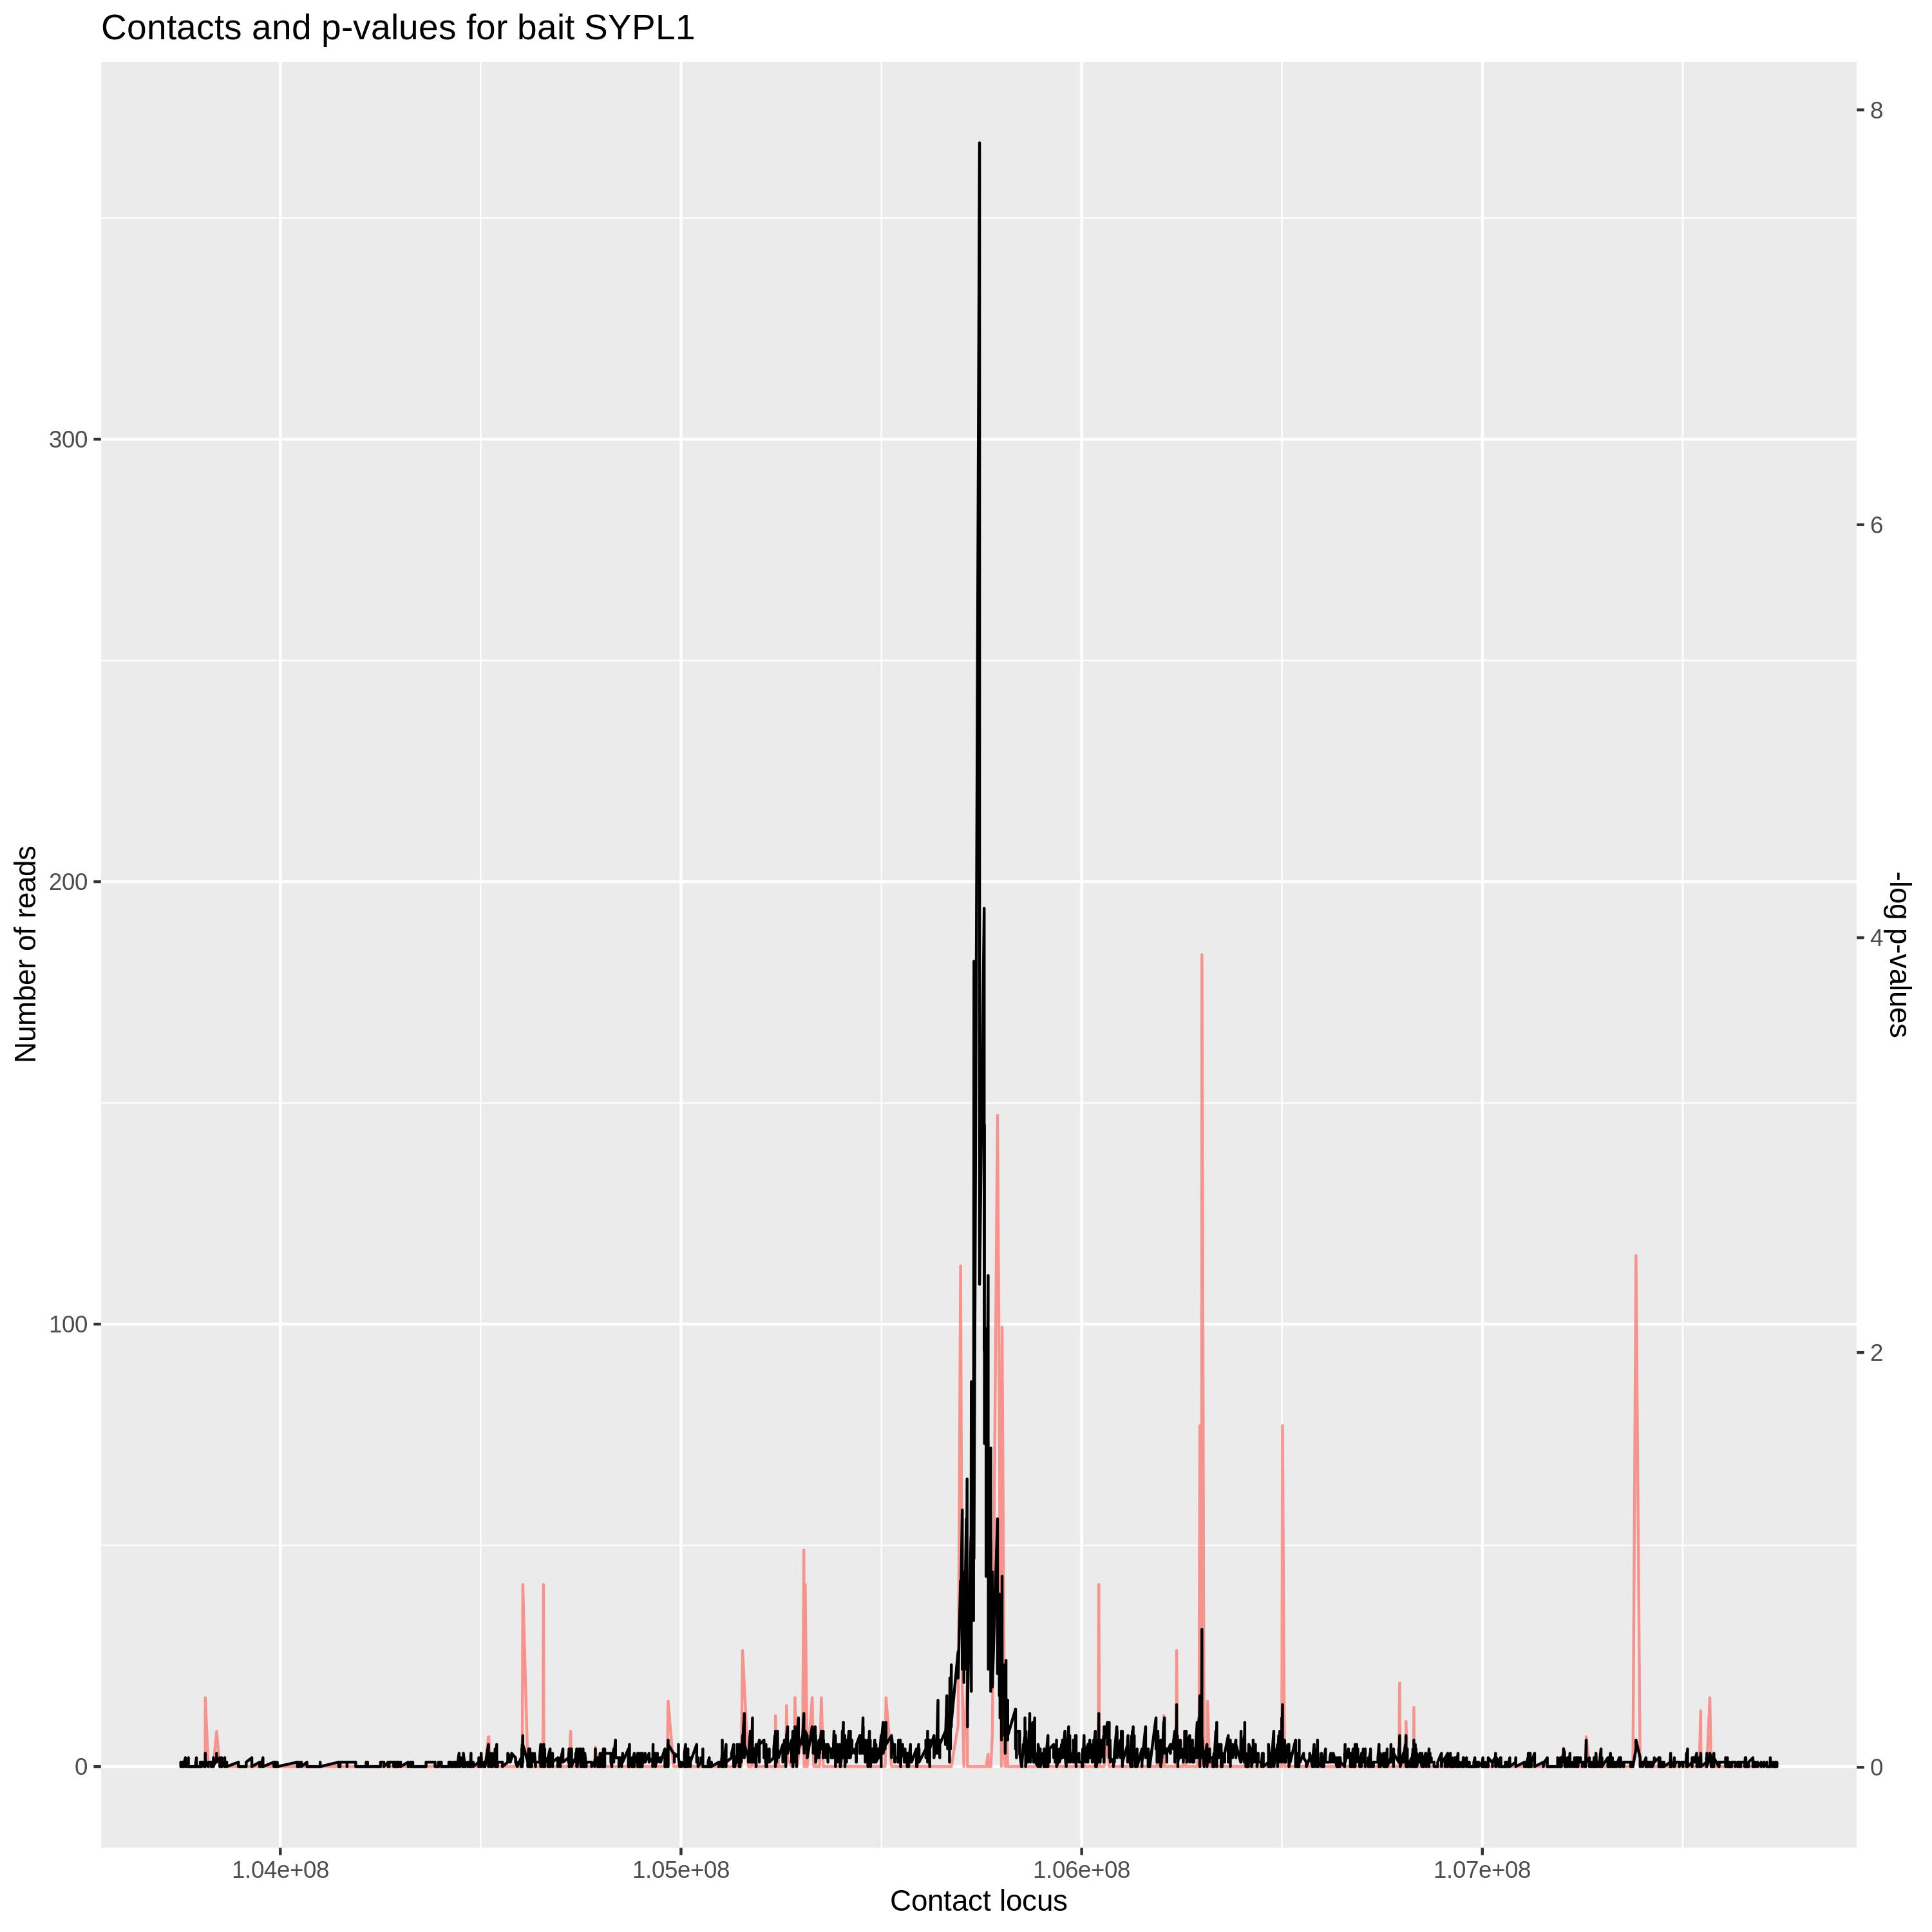 Contacts and p-values for bait SYPL1
Number of reads
300
200
100
0
8
6
4
2
0
-log p-values
1.04e+08 1.05e+08 1.06e+08 1.07e+08
Contact locus